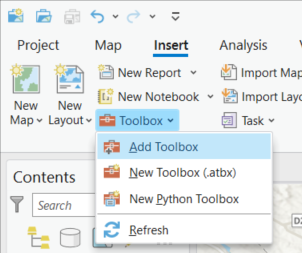 Project Map Insert Analysis
New Report
Import Map
New Notebook
Import Layo
New Map
New Layout
Toolbox
Task
Add Toolbox
New Toolbox (.atbx)
New Python Toolbox
Refresh
Contents
Search